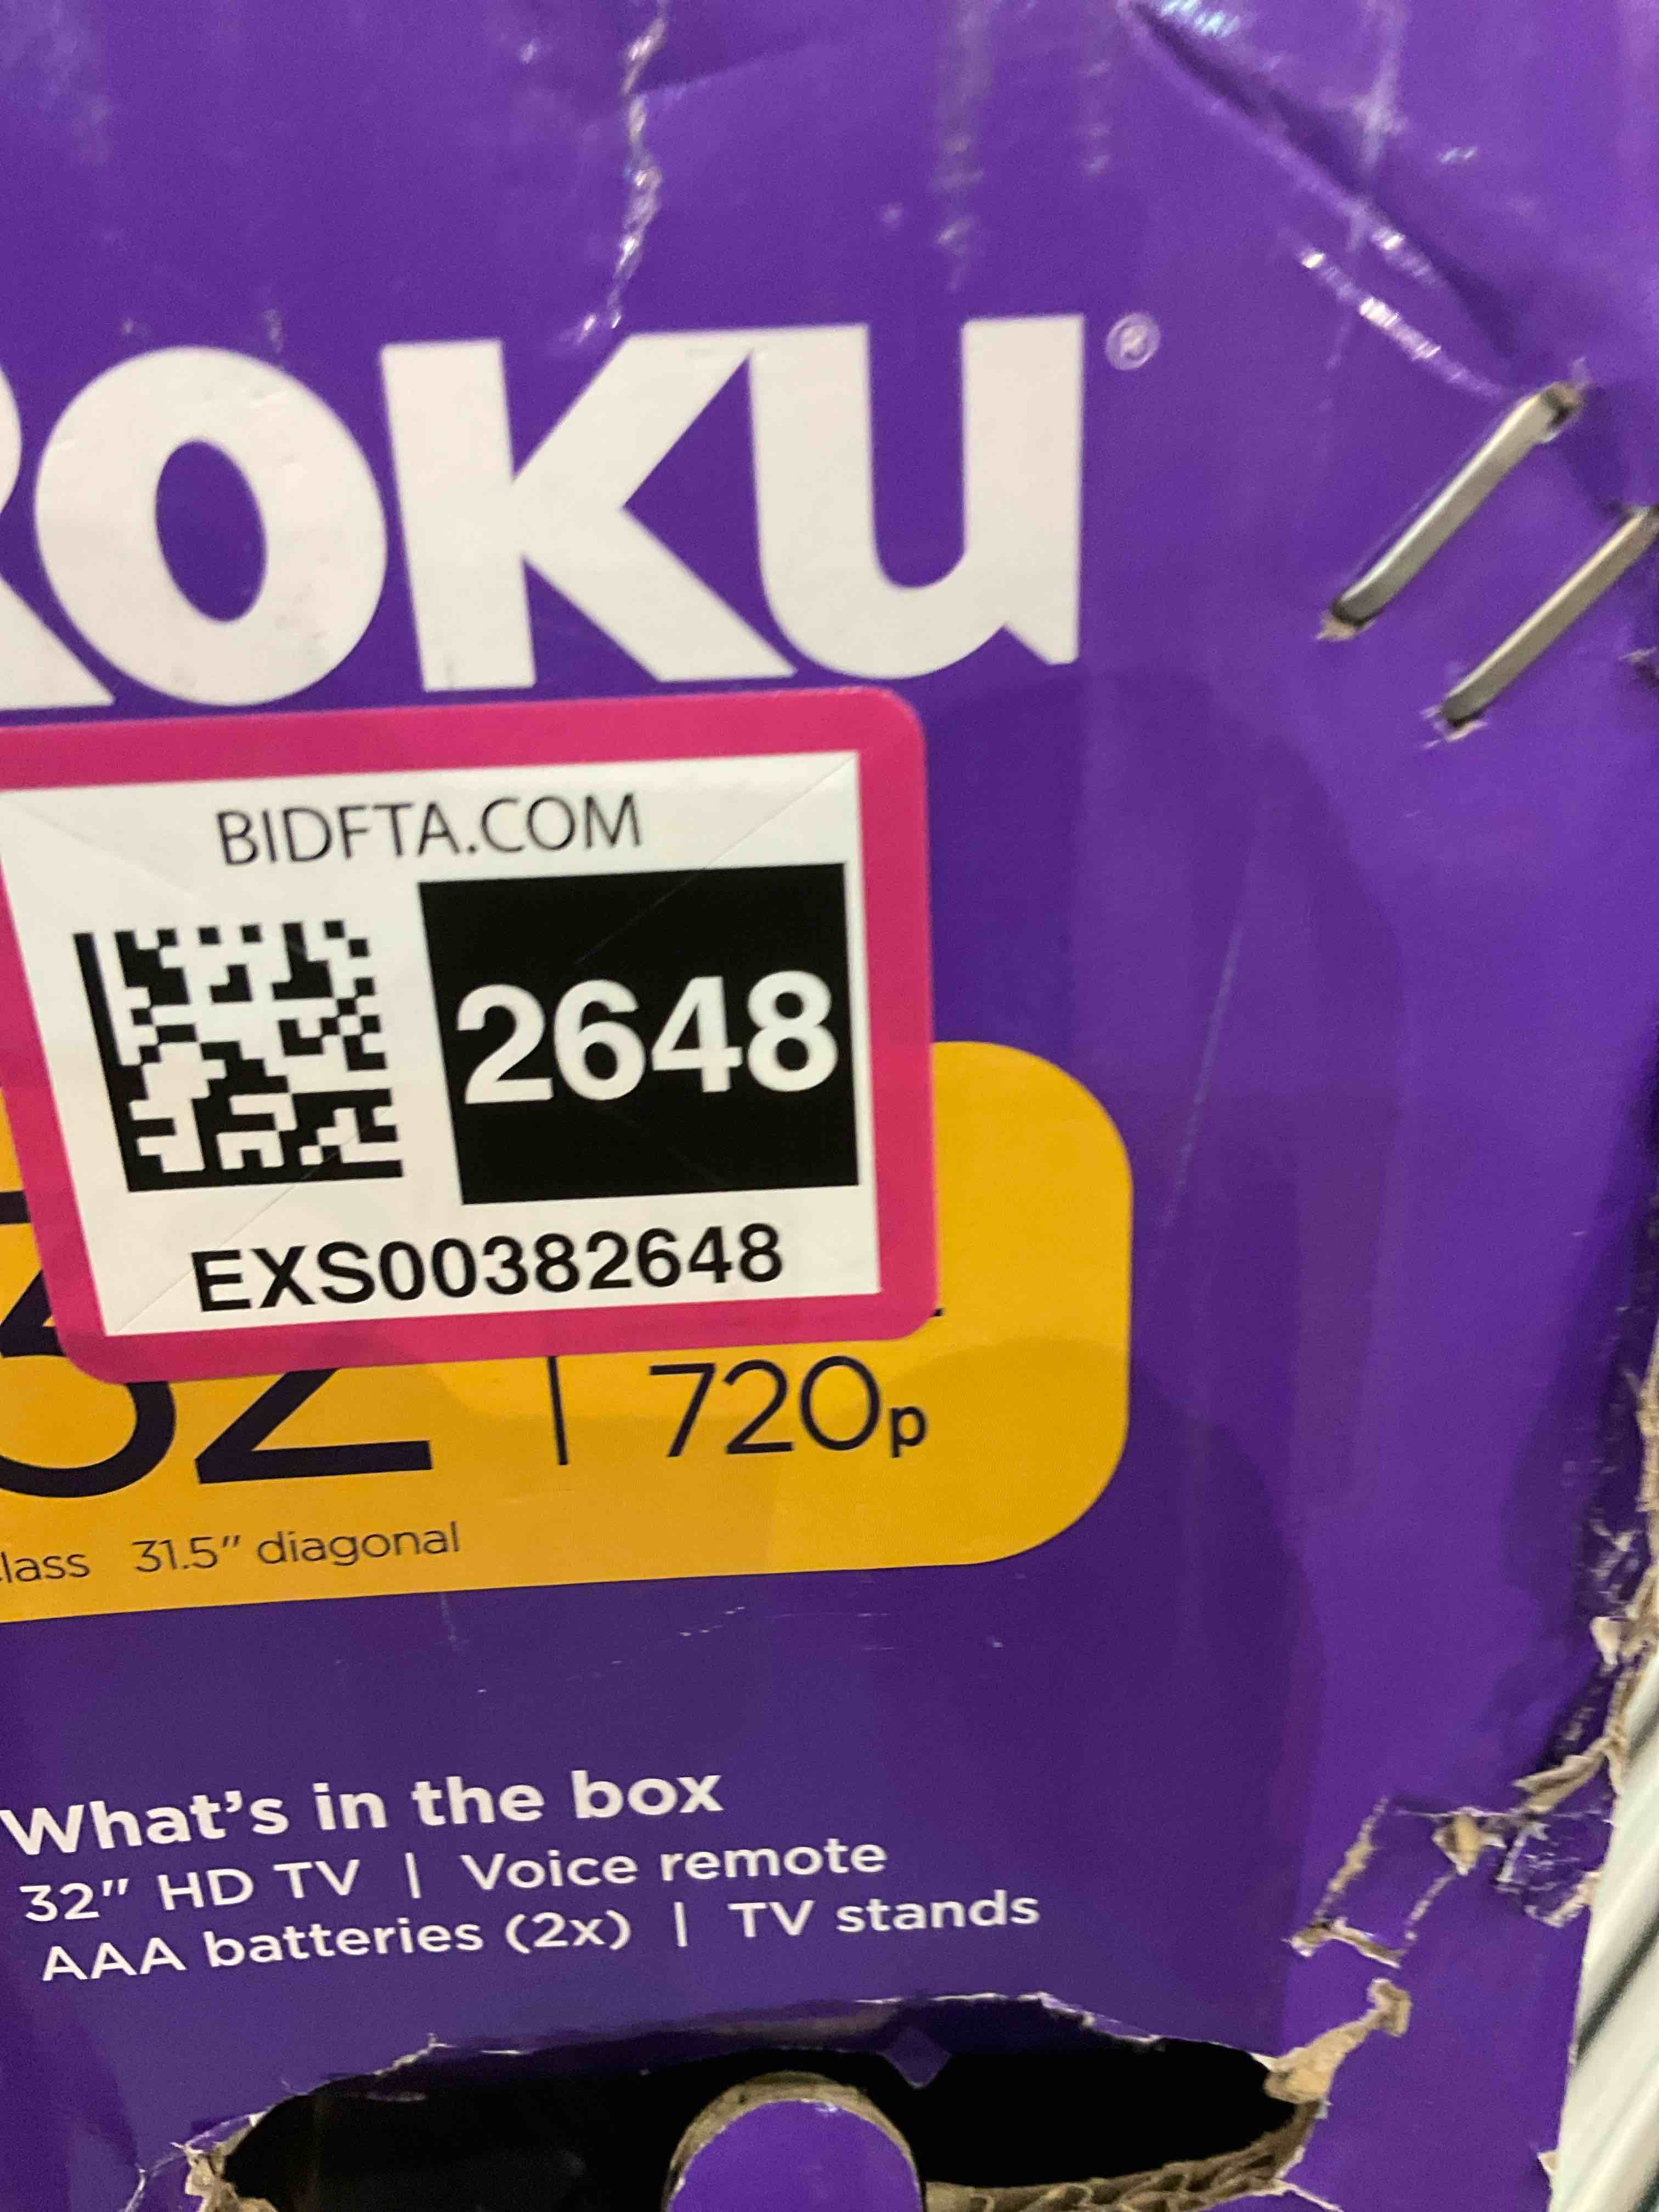 ROKU®
BIDFTA.COM
2648
EXS00382648
32" | 720p
31.5" diagonal
What's in the box
32" HD TV | Voice remote
AAA batteries (2x) | TV stands